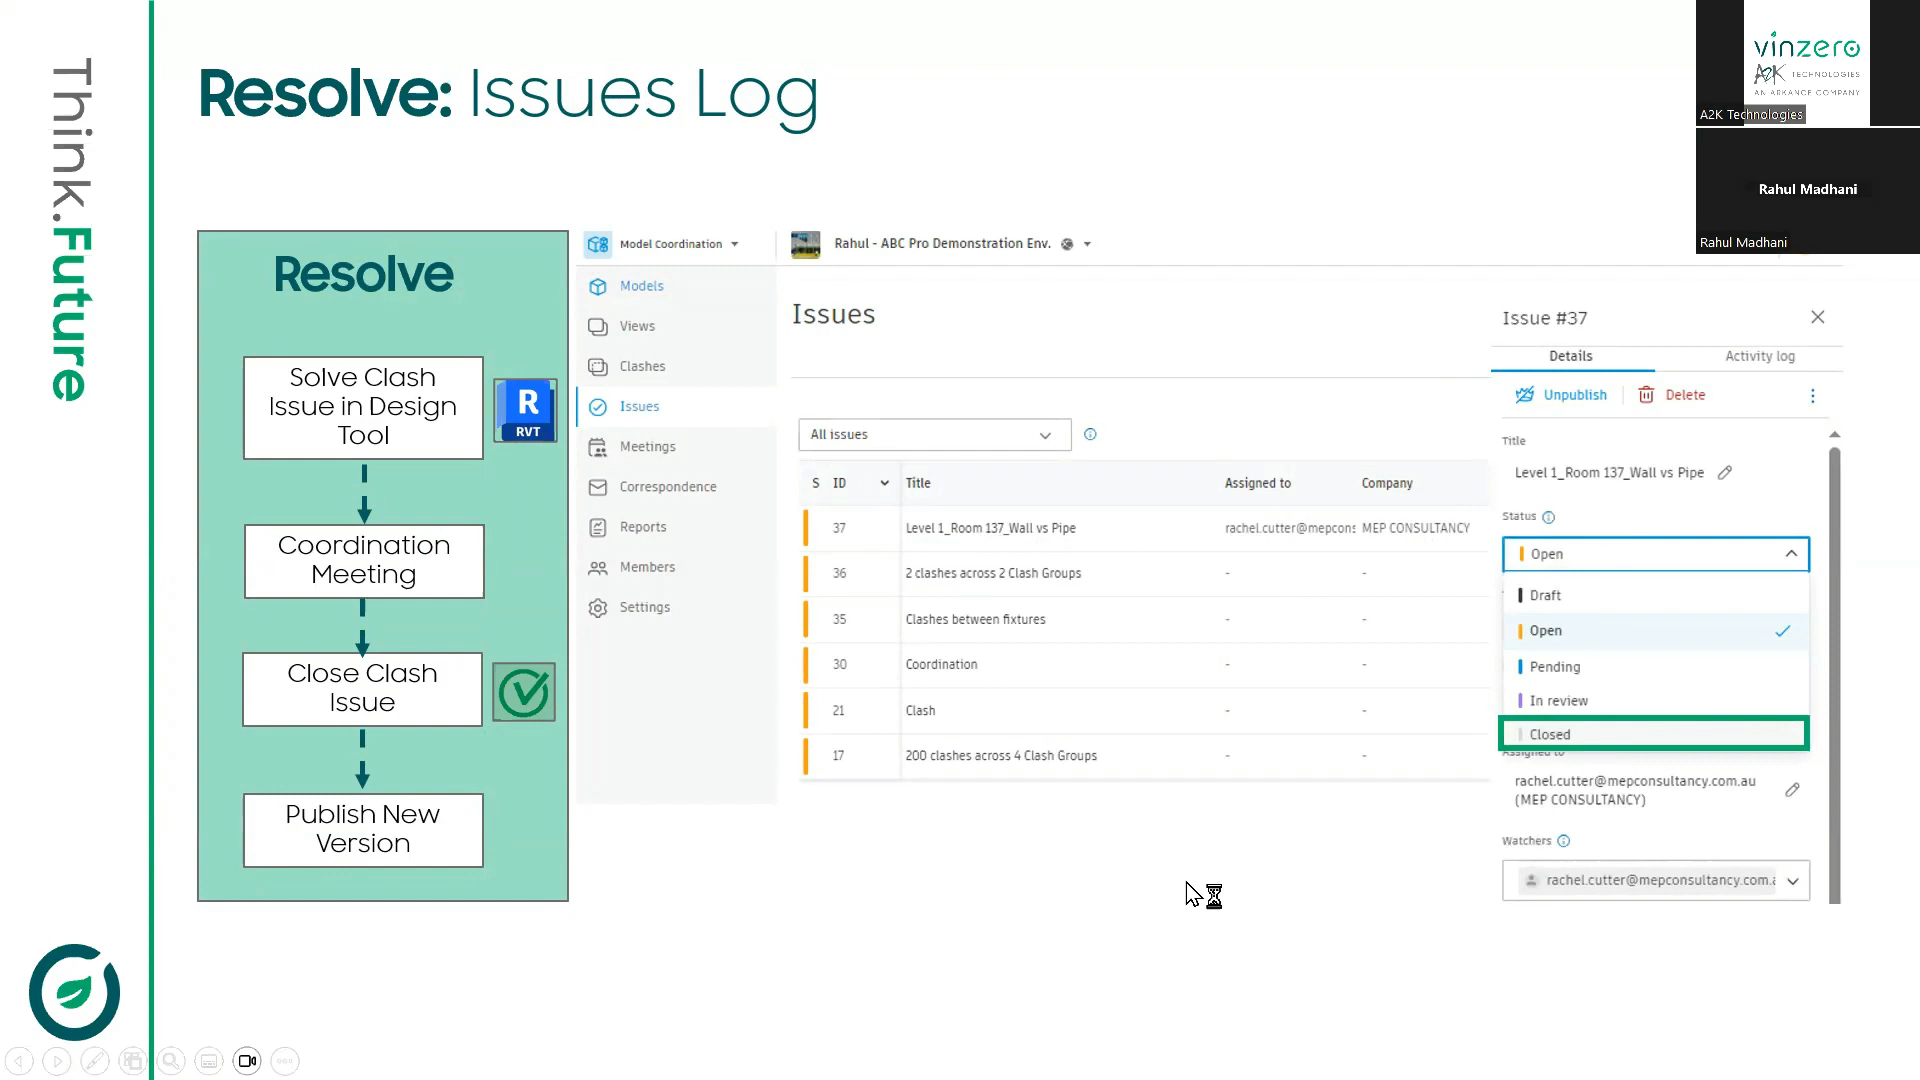 Think.Future
Resolve: Issues Log
vinzero
A2K TECHNOLOGIES
AN ARKANCE COMPANY
A2K Technologies
Rahul Madhani
Rahul Madhani
Resolve
Solve Clash
Issue in Design
Tool
R
RVT
Coordination
Meeting
Close Clash
Issue
Publish New
Version
Model Coordination
Rahul - ABC Pro Demonstration Env.
Models
Views
Clashes
Issues
Meetings
Correspondence
Reports
Members
Settings
Issues
All issues
S ID Title Assigned to Company
37 Level 1_Room 137_Wall vs Pipe rachel.cutter@mepcons MEP CONSULTANCY
36 2 clashes across 2 Clash Groups - -
35 Clashes between fixtures - -
30 Coordination - -
21 Clash - -
17 200 clashes across 4 Clash Groups - -
Issue #37
Details Activity log
Unpublish Delete
Title
Level 1_Room 137_Wall vs Pipe
Status
Open
Draft
Open
Pending
In review
Closed
Assigned to
rachel.cutter@mepconsultancy.com.au
(MEP CONSULTANCY)
Watchers
rachel.cutter@mepconsultancy.com.a